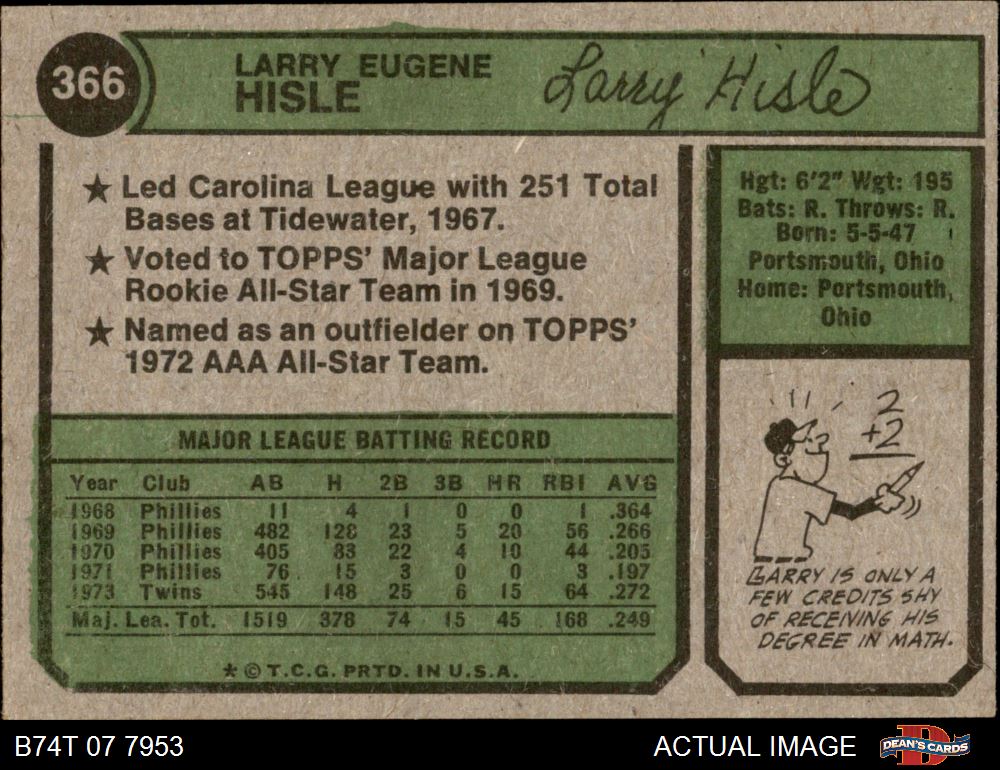 366
LARRY EUGENE
HISLE
Larry Hisle
★ Led Carolina League with 251 Total
Bases at Tidewater, 1967.
★ Voted to TOPPS' Major League
Rookie All-Star Team in 1969.
★ Named as an outfielder on TOPPS'
1972 AAA All-Star Team.
Hgt: 6'2" Wgt: 195
Bats: R. Throws: R.
Born: 5-5-47
Portsmouth, Ohio
Home: Portsmouth,
Ohio
MAJOR LEAGUE BATTING RECORD
Year Club AB H 2B 3B HR RBI AVG
1968 Phillies 11 4 1 0 0 1 .364
1969 Phillies 482 128 23 5 20 56 .266
1970 Phillies 405 83 22 4 10 44 .205
1971 Phillies 76 15 3 0 0 3 .197
1973 Twins 545 148 25 6 15 64 .272
Maj. Lea. Tot. 1519 378 74 15 45 168 .249
* © T.C.G. PRTD. IN U.S.A.
2
+2
LARRY IS ONLY A
FEW CREDITS SHY
OF RECEIVING HIS
DEGREE IN MATH.
B74T 07 7953
ACTUAL IMAGE
DEAN'S CARDS